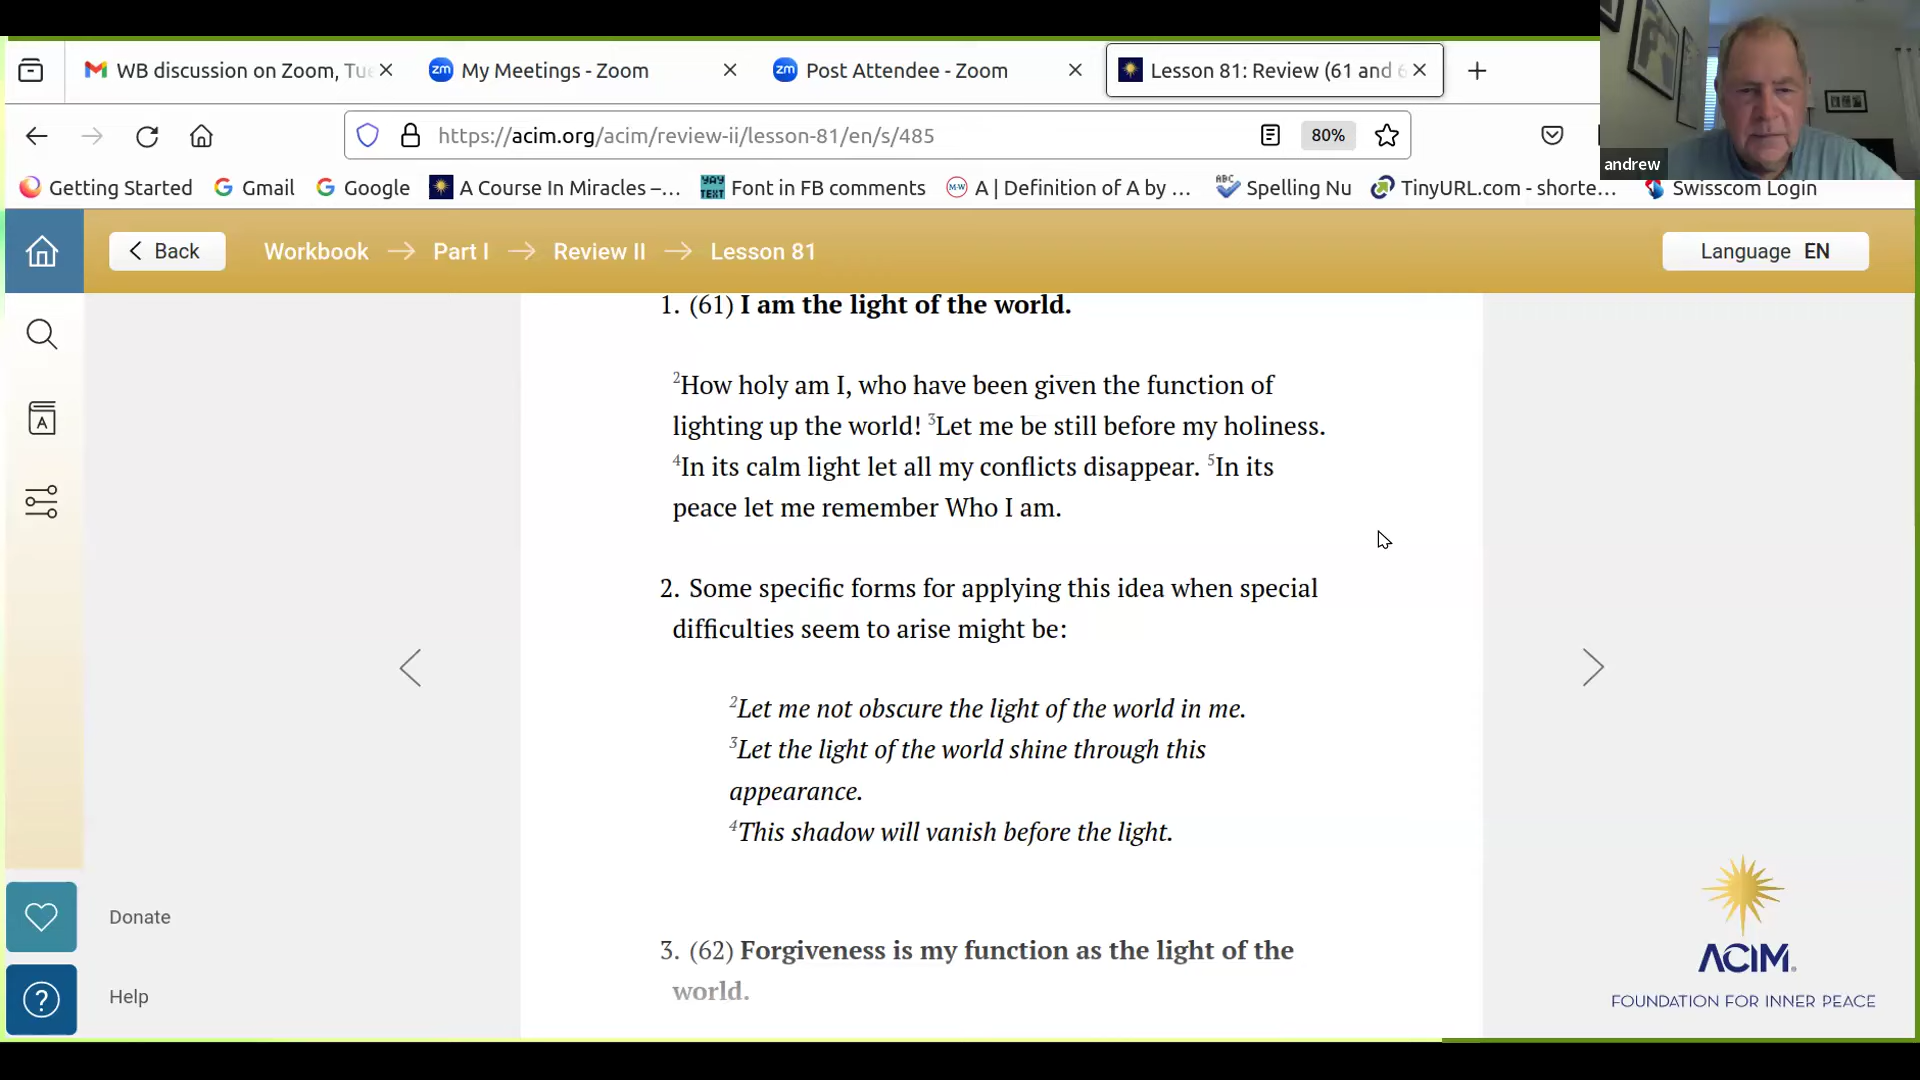 WB discussion on Zoom, Tue
My Meetings - Zoom
Post Attendee - Zoom
Lesson 81: Review (61 and 6
https://acim.org/acim/review-ii/lesson-81/en/s/485
80%
andrew
Getting Started
Gmail
Google
A Course In Miracles –...
YAY TEXT
Font in FB comments
M-W
A | Definition of A by ...
ABC
Spelling Nu
TinyURL.com - shorte...
Swisscom Login
Back
Workbook
Part I
Review II
Lesson 81
Language EN
1. (61) I am the light of the world.
2How holy am I, who have been given the function of
lighting up the world! 3Let me be still before my holiness.
4In its calm light let all my conflicts disappear. 5In its
peace let me remember Who I am.
2. Some specific forms for applying this idea when special
difficulties seem to arise might be:
2Let me not obscure the light of the world in me.
3Let the light of the world shine through this
appearance.
4This shadow will vanish before the light.
3. (62) Forgiveness is my function as the light of the
world.
Donate
Help
ACIM
FOUNDATION FOR INNER PEACE